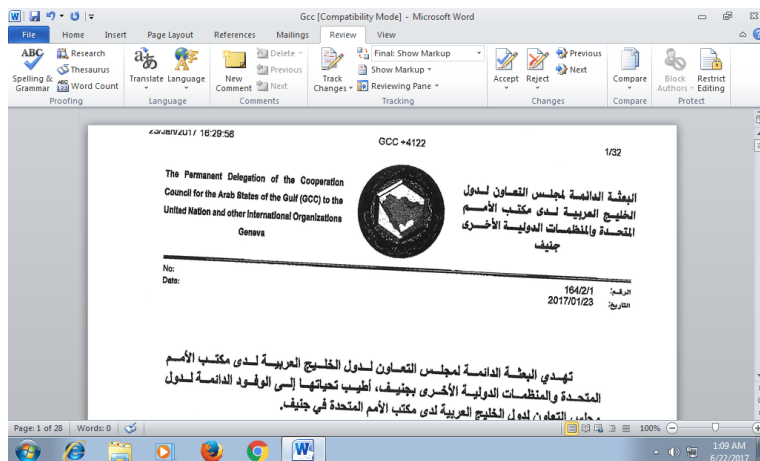 Gcc [Compatibility Mode] - Microsoft Word
File Home Insert Page Layout References Mailings Review View
ABC Spelling & Grammar
Research
Thesaurus
Word Count
Proofing
Translate
Language
Language
New Comment
Delete
Previous
Next
Comments
Track Changes
Final: Show Markup
Show Markup
Reviewing Pane
Tracking
Accept
Reject
Previous
Next
Changes
Compare
Compare
Block Authors
Restrict Editing
Protect
23/Jan/2017 16:29:56
GCC +4122
1/32
The Permanent Delegation of the Cooperation
Council for the Arab States of the Gulf (GCC) to the
United Nation and other International Organizations
Geneva
البعثة الدائمة لمجلس التعاون لدول
الخليج العربية لدى مكتب الأمم
المتحدة والمنظمات الدولية الأخرى
جنيف
No:
Date:
الرقم: 164/2/1
التاريخ: 2017/01/23
تهدي البعثة الدائمة لمجلس التعاون لدول الخليج العربية لدى مكتب الأمم
المتحدة والمنظمات الدولية الأخرى بجنيف، أطيب تحياتها إلى الوفود الدائمة لدول
مجلس التعاون لدول الخليج العربية لدى مكتب الأمم المتحدة في جنيف.
Page: 1 of 28 Words: 0
100%
1:09 AM
6/22/2017